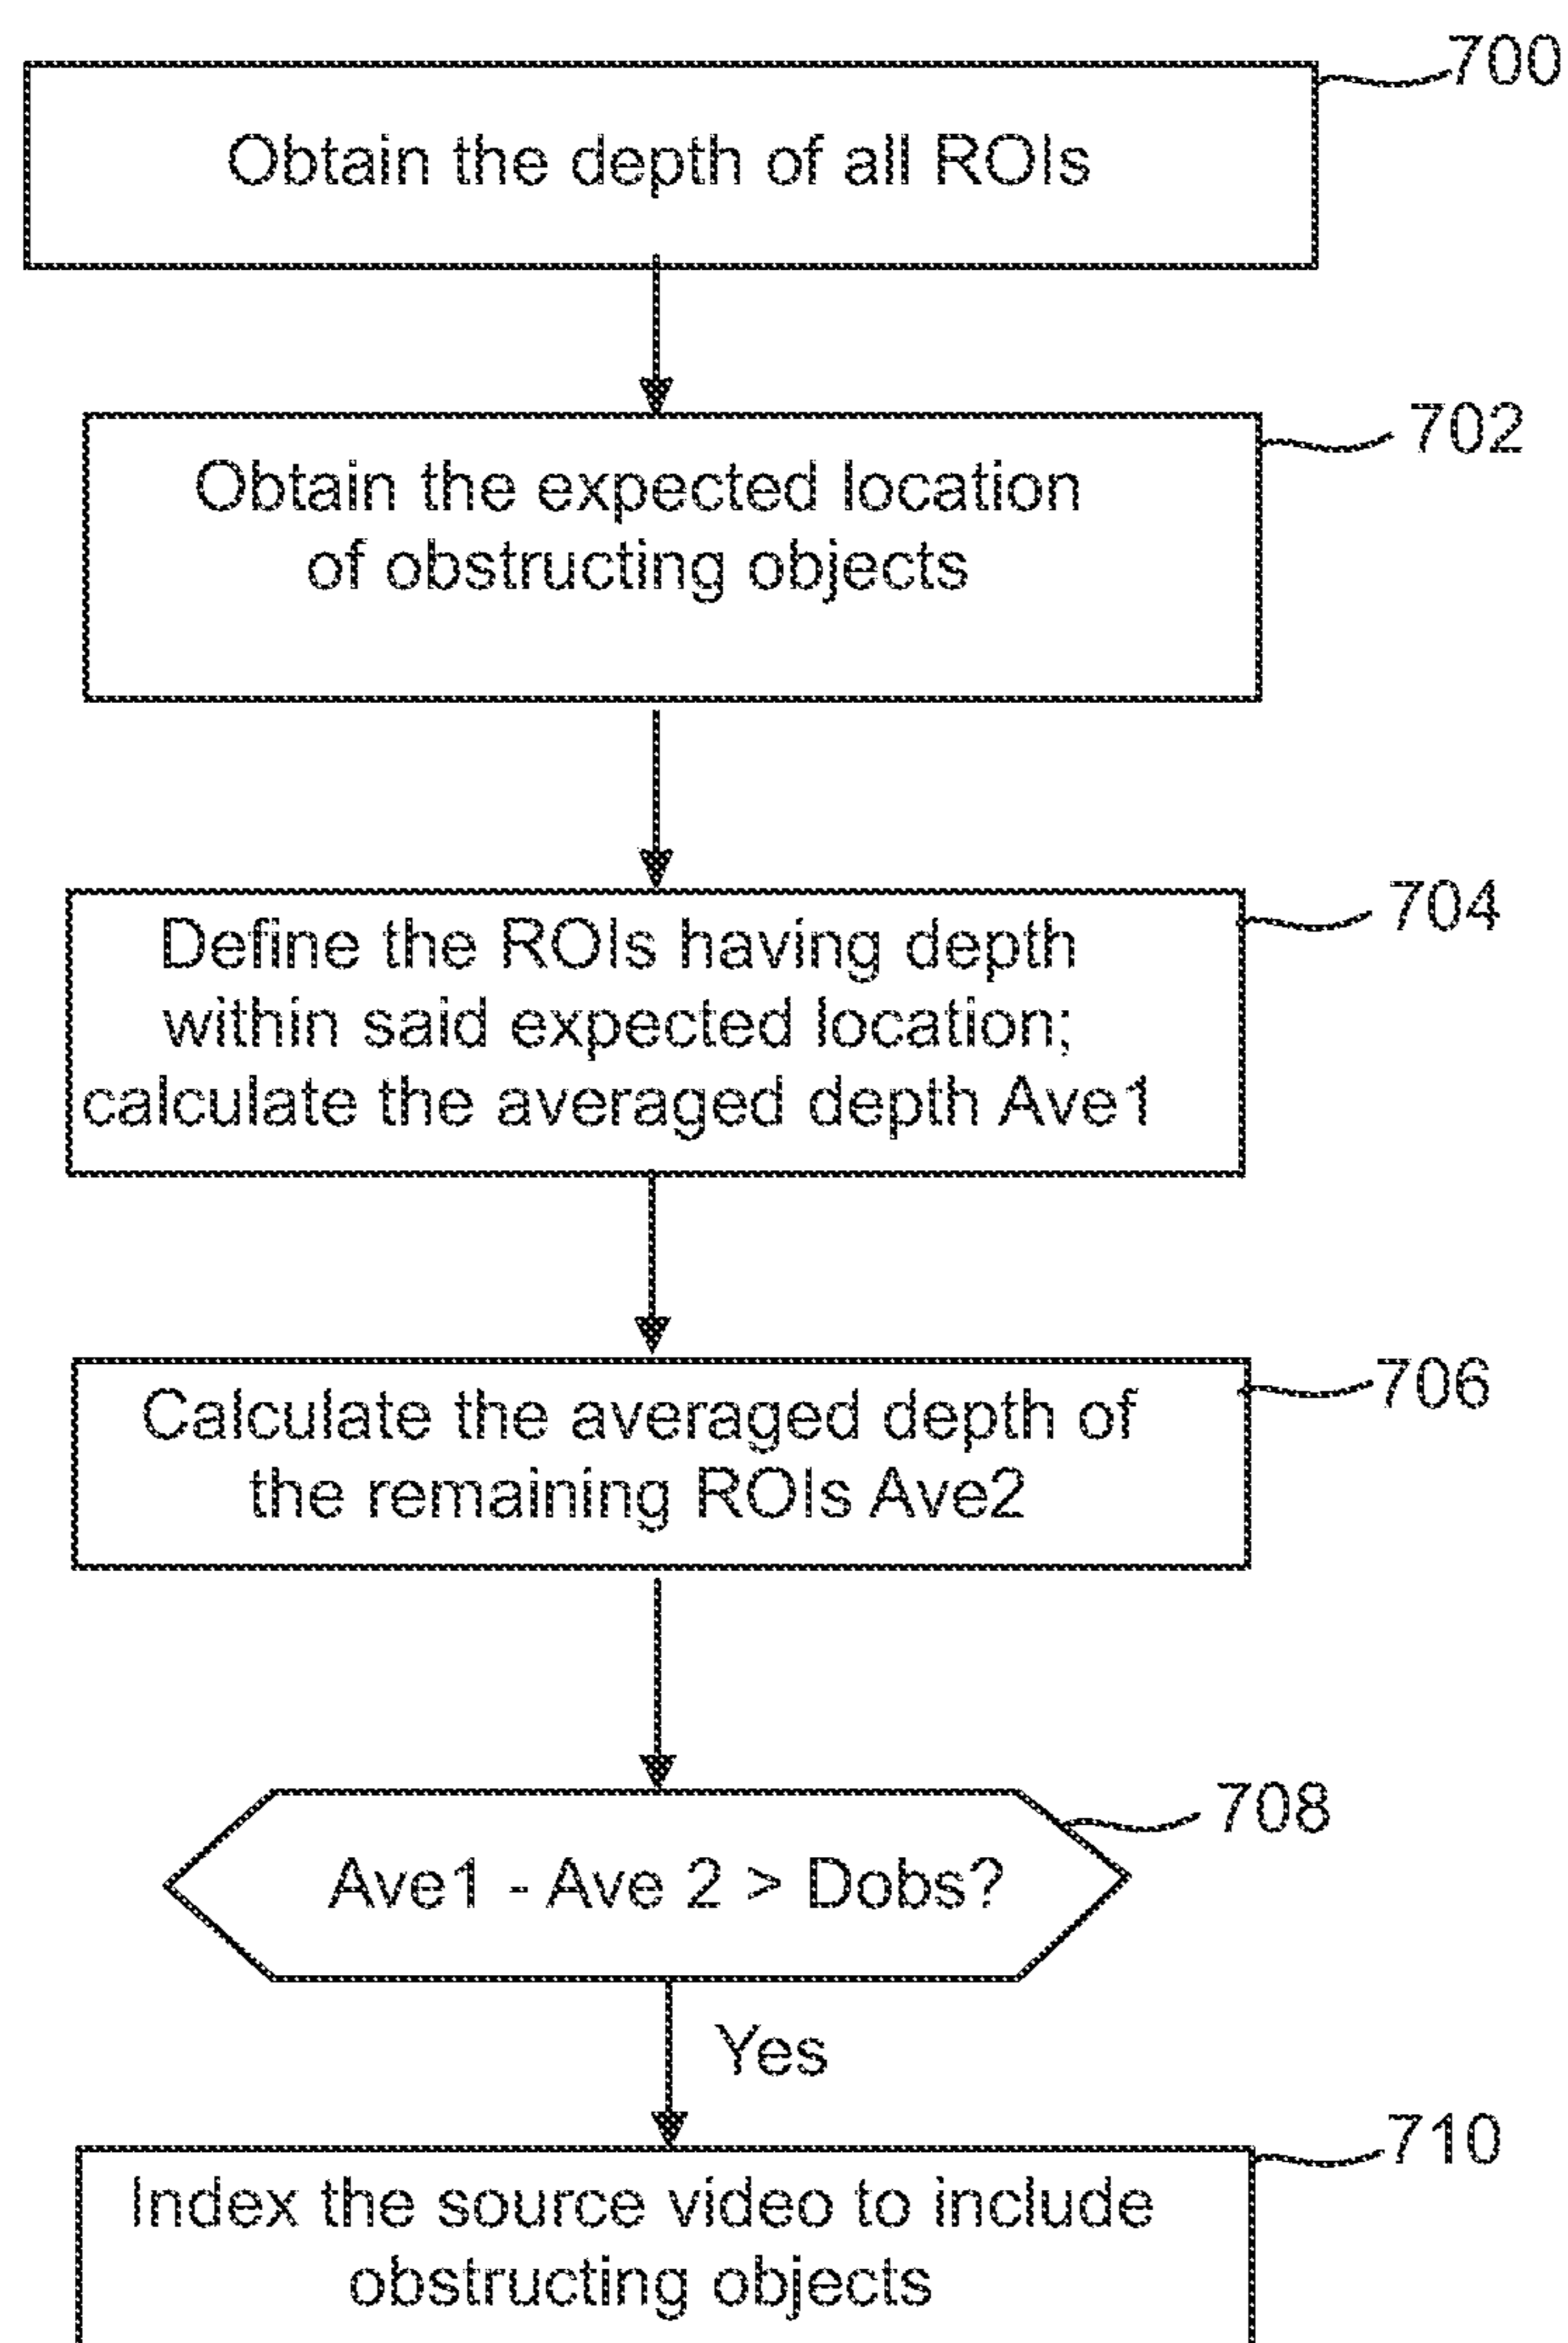 700
Obtain the depth of all ROIs
702
Obtain the expected location
of obstructing objects
704
Define the ROIs having depth
within said expected location;
calculate the averaged depth Ave1
706
Calculate the averaged depth of
the remaining ROIs Ave2
708
Ave1 - Ave 2 > Dobs?
Yes
710
Index the source video to include
obstructing objects